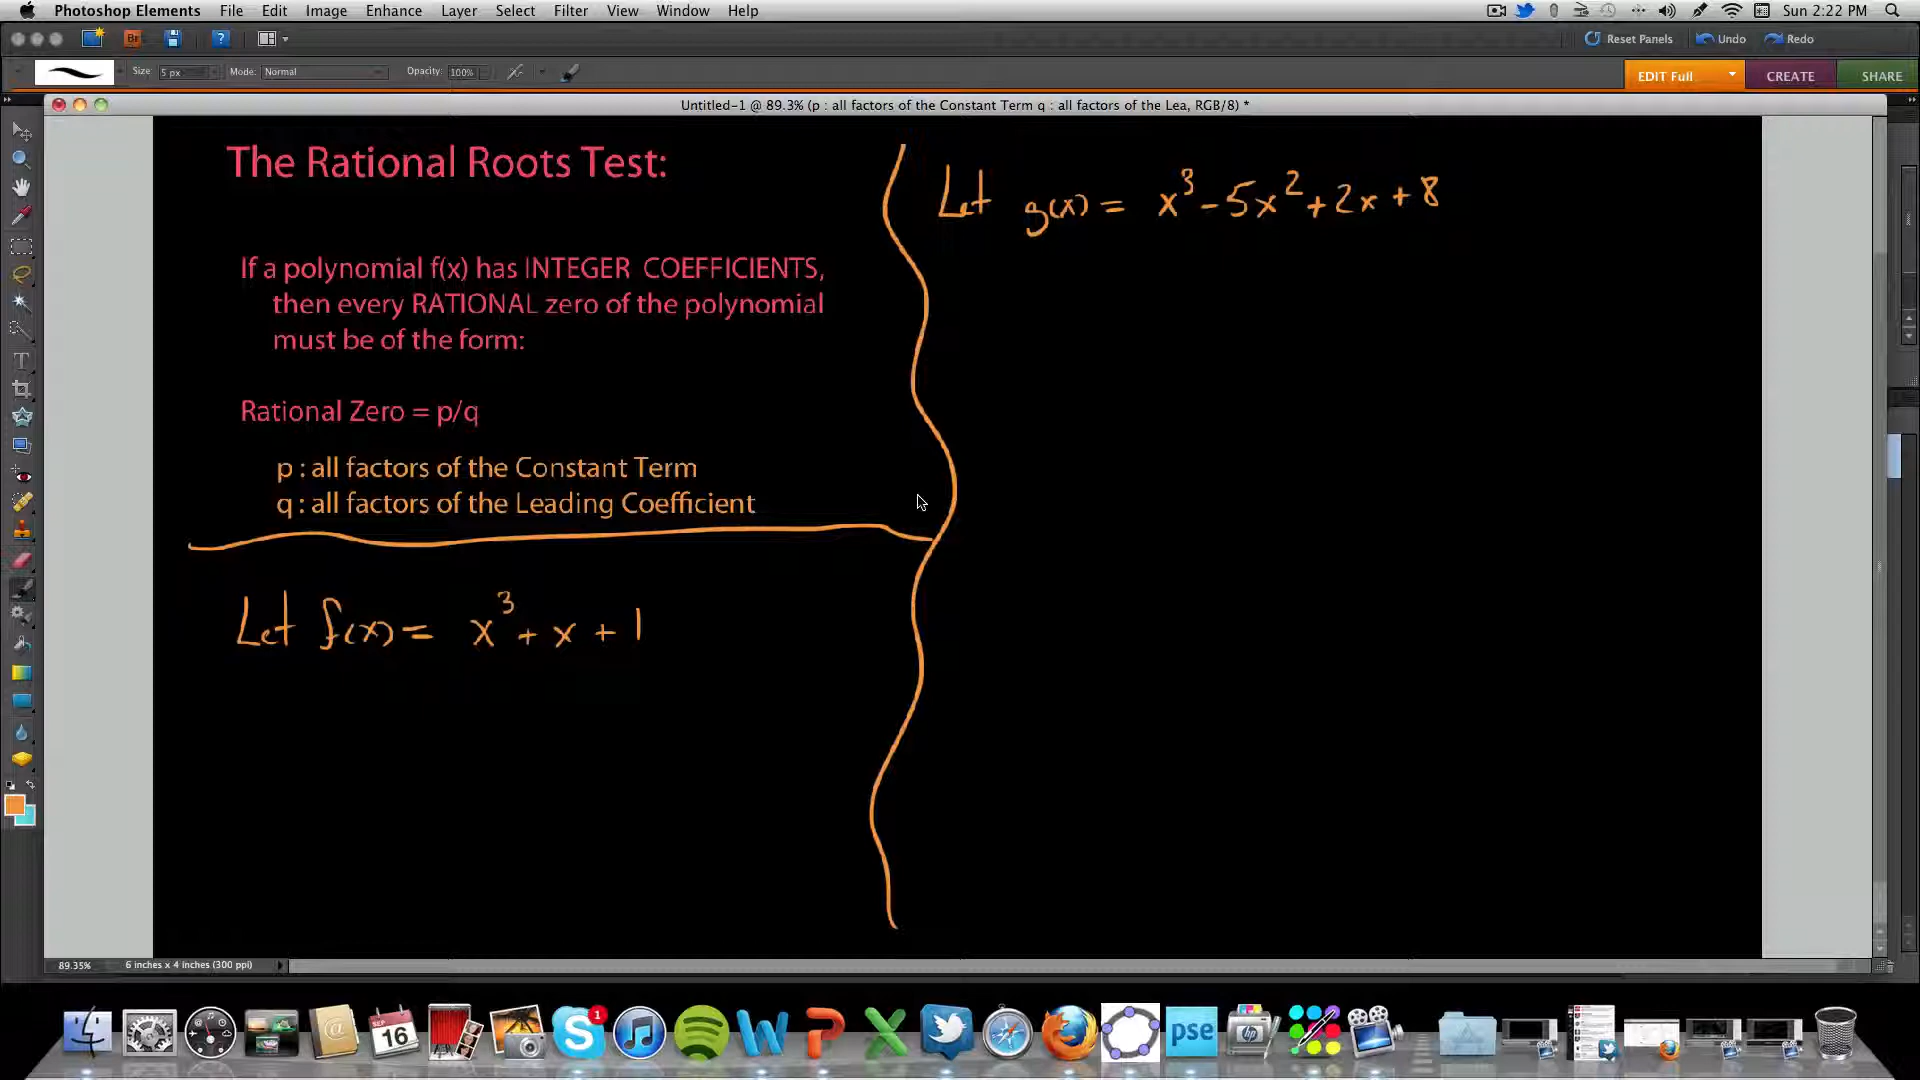 Photoshop Elements File Edit Image Enhance Layer Select Filter View Window Help Sun 2:22 PM
Br ? Reset Panels Undo Redo
Size: 5 px Mode: Normal Opacity: 100% EDIT Full CREATE SHARE
Untitled-1 @ 89.3% (p : all factors of the Constant Term q : all factors of the Lea, RGB/8) *
The Rational Roots Test:
If a polynomial f(x) has INTEGER COEFFICIENTS,
then every RATIONAL zero of the polynomial
must be of the form:
Rational Zero = p/q
p : all factors of the Constant Term
q : all factors of the Leading Coefficient
Let f(x) = x³ + x + 1
Let g(x) = x³ - 5x² + 2x + 8
89.35% 6 inches x 4 inches (300 ppi)
SEP
16
1
pse
hp